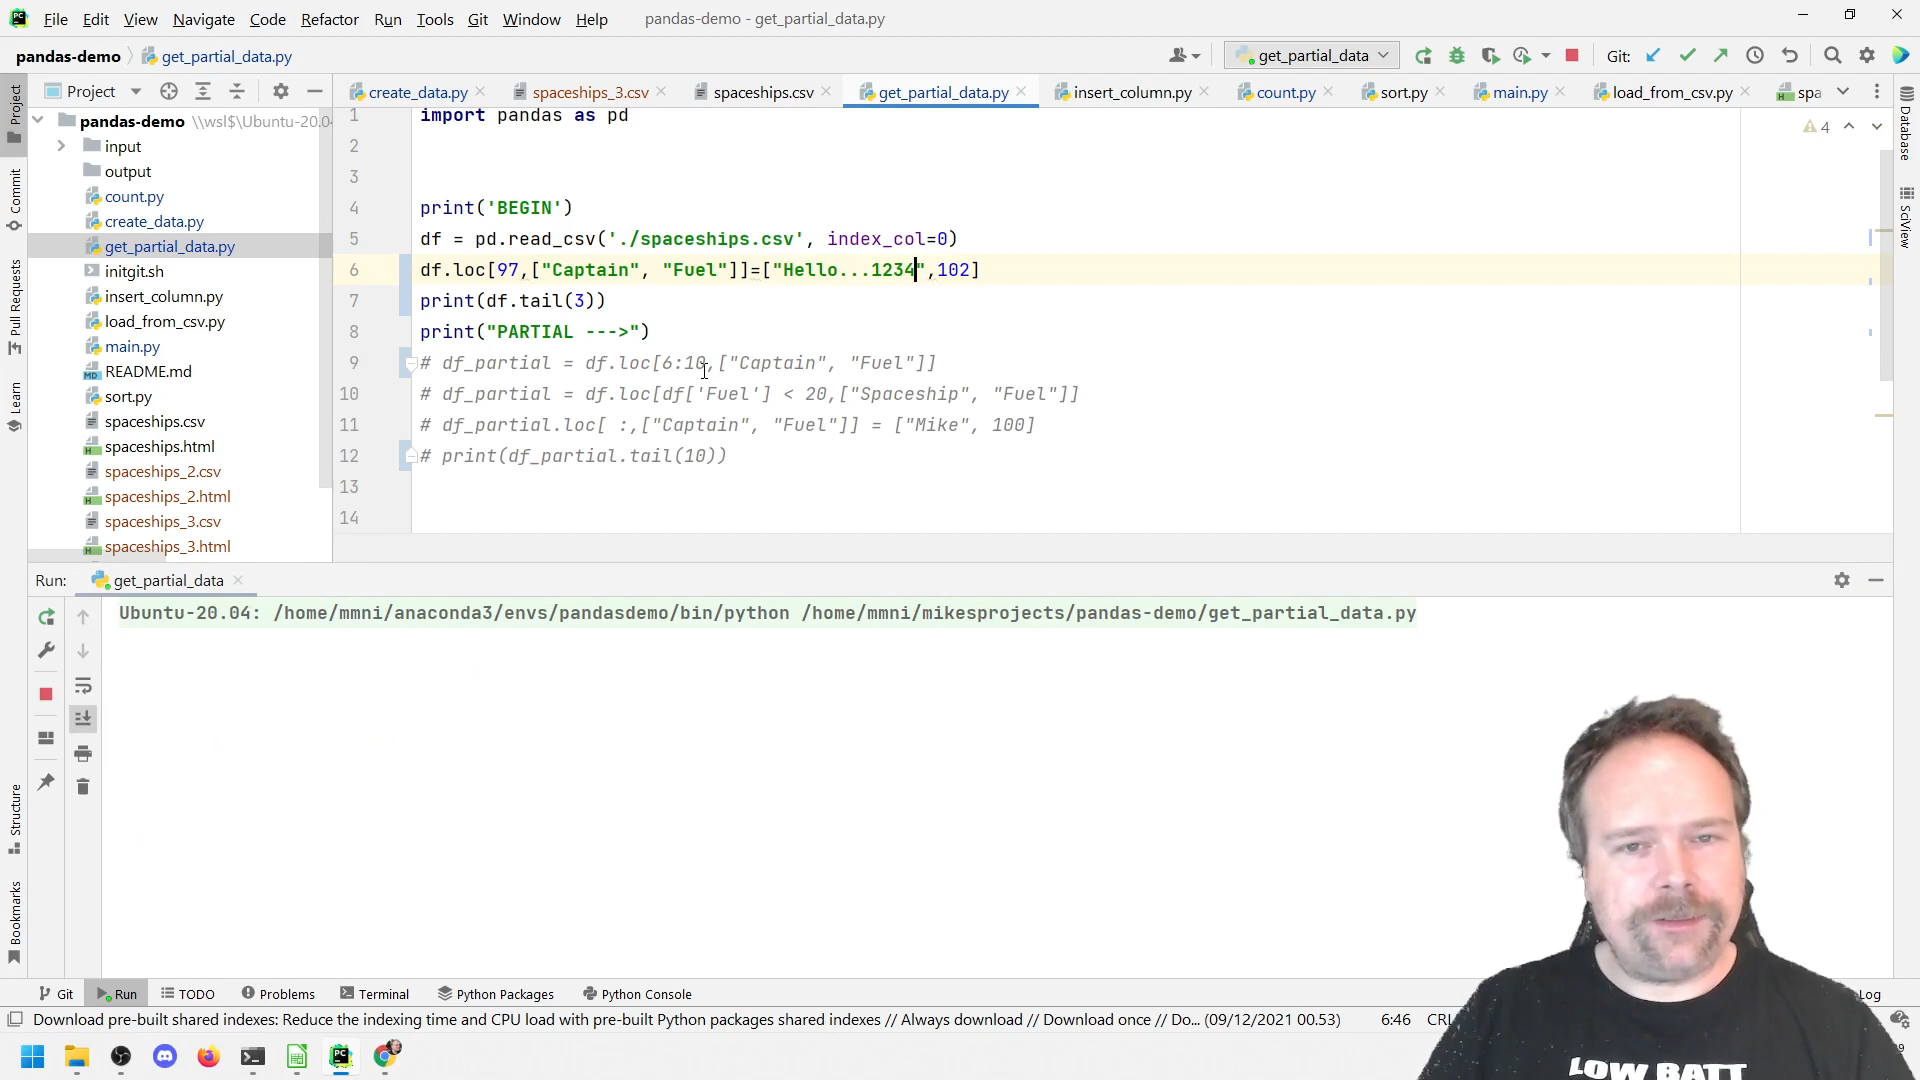 File Edit View Navigate Code Refactor Run Tools Git Window Help pandas-demo - get_partial_data.py
pandas-demo get_partial_data.py get_partial_data Git:
Project create_data.py spaceships_3.csv spaceships.csv get_partial_data.py insert_column.py count.py sort.py main.py load_from_csv.py spa
Project
Commit
Pull Requests
Learn
Structure
Bookmarks
Database
SciView
pandas-demo \\wsl$\Ubuntu-20.0
input
output
count.py
create_data.py
get_partial_data.py
initgit.sh
insert_column.py
load_from_csv.py
main.py
README.md
sort.py
spaceships.csv
spaceships.html
spaceships_2.csv
spaceships_2.html
spaceships_3.csv
spaceships_3.html
4
1 import pandas as pd
2
3
4 print('BEGIN')
5 df = pd.read_csv('./spaceships.csv', index_col=0)
6 df.loc[97,["Captain", "Fuel"]]=["Hello...1234",102]
7 print(df.tail(3))
8 print("PARTIAL --->")
9 # df_partial = df.loc[6:10,["Captain", "Fuel"]]
10 # df_partial = df.loc[df['Fuel'] < 20,["Spaceship", "Fuel"]]
11 # df_partial.loc[ :,["Captain", "Fuel"]] = ["Mike", 100]
12 # print(df_partial.tail(10))
13
14
Run: get_partial_data
Ubuntu-20.04: /home/mmni/anaconda3/envs/pandasdemo/bin/python /home/mmni/mikesprojects/pandas-demo/get_partial_data.py
Git Run TODO Problems Terminal Python Packages Python Console Log
Download pre-built shared indexes: Reduce the indexing time and CPU load with pre-built Python packages shared indexes // Always download // Download once // Do... (09/12/2021 00.53) 6:46 CRL
LOW BATT